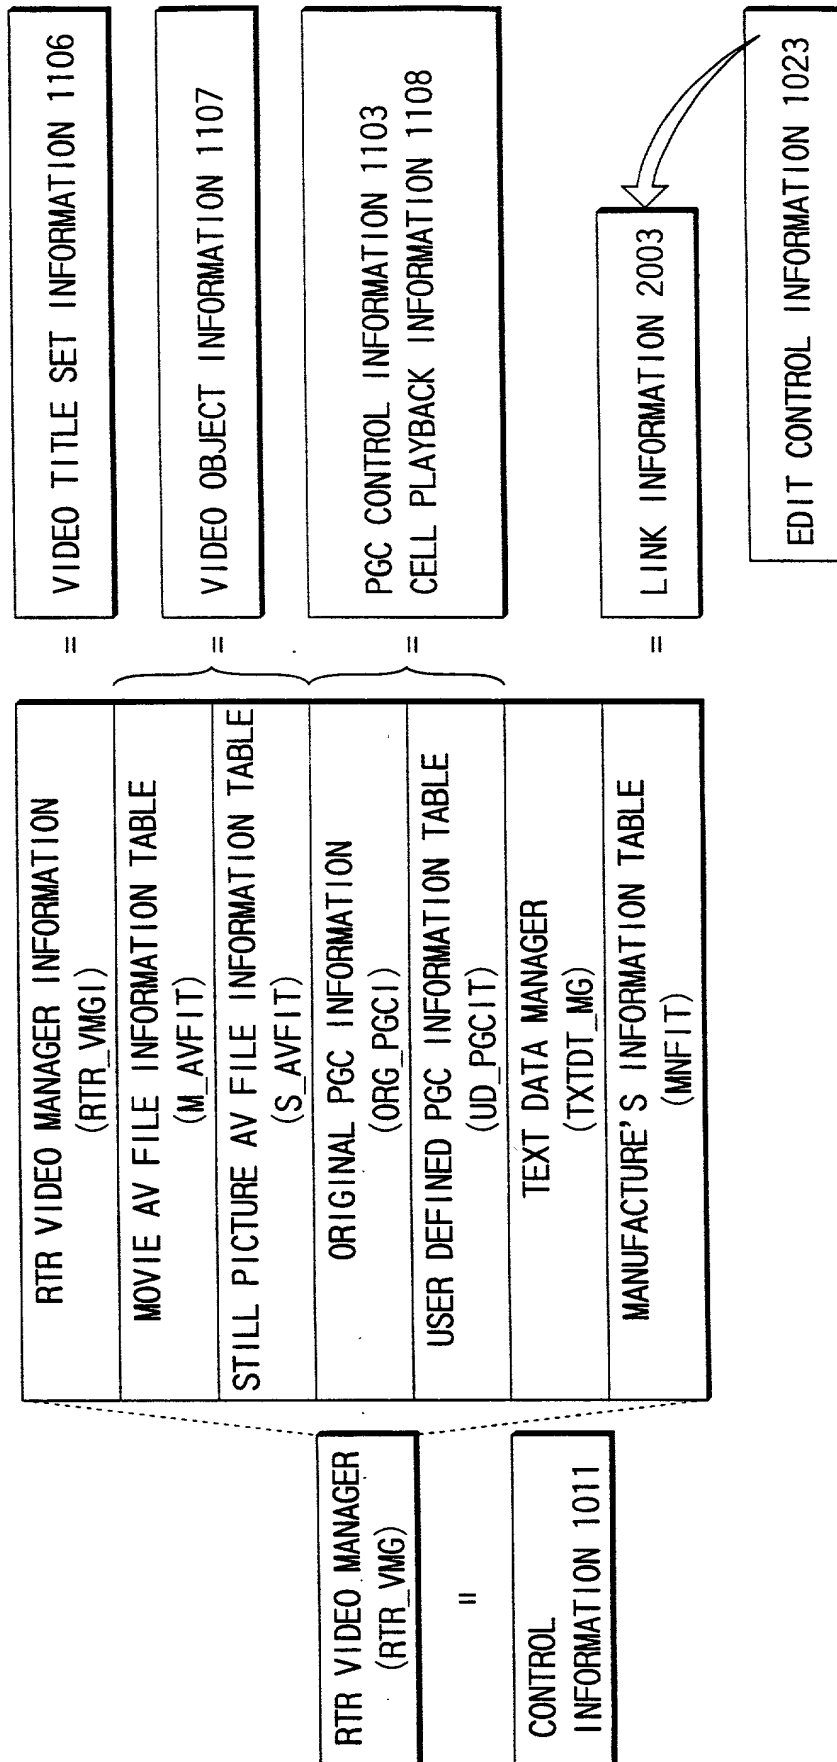 RTR VIDEO MANAGER
(RTR_VMG)
=
CONTROL
INFORMATION 1011
RTR VIDEO MANAGER INFORMATION
(RTR_VMGI)
MOVIE AV FILE INFORMATION TABLE
(M_AVFIT)
STILL PICTURE AV FILE INFORMATION TABLE
(S_AVFIT)
ORIGINAL PGC INFORMATION
(ORG_PGCI)
USER DEFINED PGC INFORMATION TABLE
(UD_PGCIT)
TEXT DATA MANAGER
(TXTDT_MG)
MANUFACTURE'S INFORMATION TABLE
(MNFIT)
= VIDEO TITLE SET INFORMATION 1106
= VIDEO OBJECT INFORMATION 1107
= PGC CONTROL INFORMATION 1103
CELL PLAYBACK INFORMATION 1108
= LINK INFORMATION 2003
EDIT CONTROL INFORMATION 1023